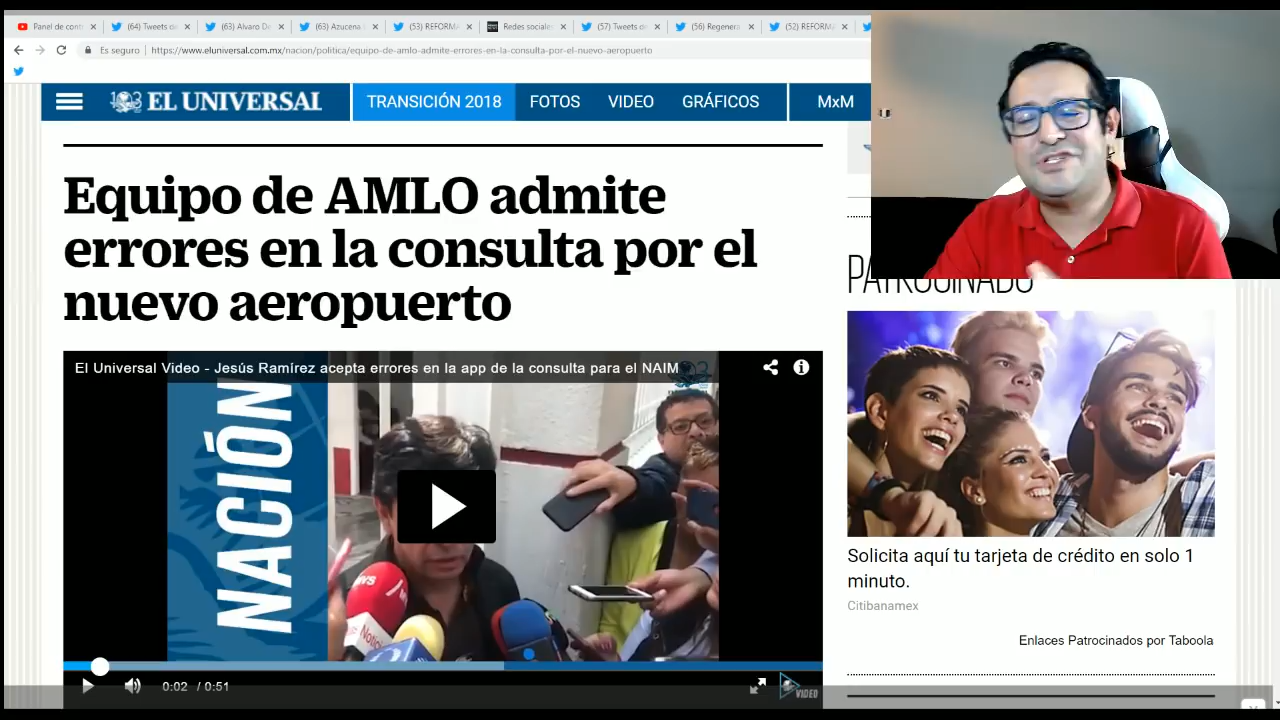 Panel de cont
(64) Tweets de
(63) Alvaro De
(63) Azucena
(53) REFORMA
Redes sociales
(57) Tweets de
(56) Regenera
(52) REFORMA
Es seguro | https://www.eluniversal.com.mx/nacion/politica/equipo-de-amlo-admite-errores-en-la-consulta-por-el-nuevo-aeropuerto
EL UNIVERSAL
TRANSICIÓN 2018
FOTOS
VIDEO
GRÁFICOS
MxM
Equipo de AMLO admite
errores en la consulta por el
nuevo aeropuerto
El Universal Video - Jesús Ramírez acepta errores en la app de la consulta para el NAIM
NACIÓN
0:02 / 0:51
VIDEO
PATROCINADO
Solicita aquí tu tarjeta de crédito en solo 1
minuto.
Citibanamex
Enlaces Patrocinados por Taboola